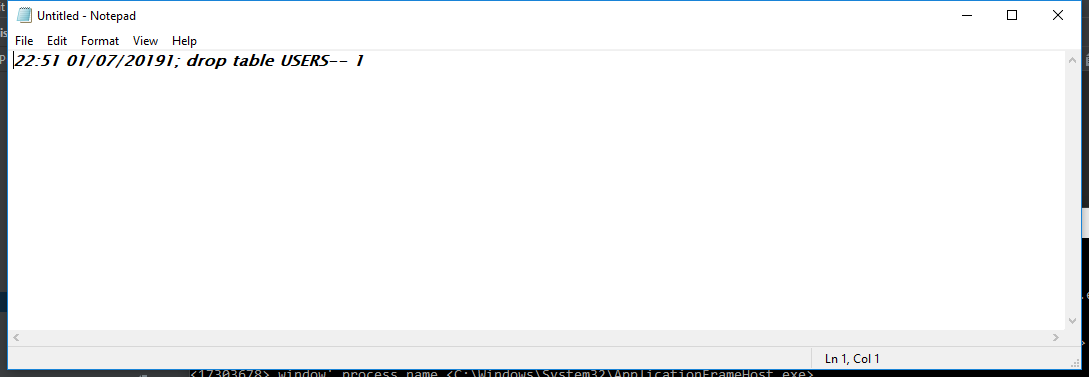 Untitled - Notepad
File Edit Format View Help
22:51 01/07/20191; drop table USERS-- 1
Ln 1, Col 1
<17303678> window' process name <C:\Windows\System32\ApplicationFrameHost.exe>